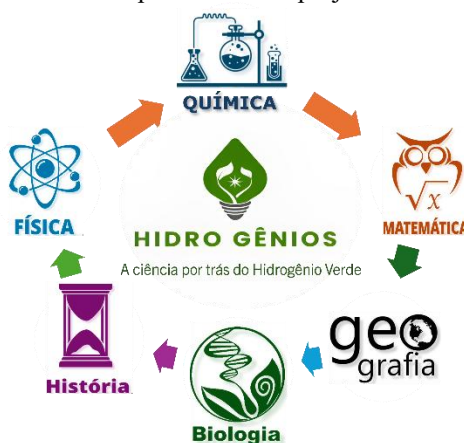 QUÍMICA
FÍSICA
√x
MATEMÁTICA
HIDRO GÊNIOS
A ciência por trás do Hidrogênio Verde
geo
grafia
História
Biologia